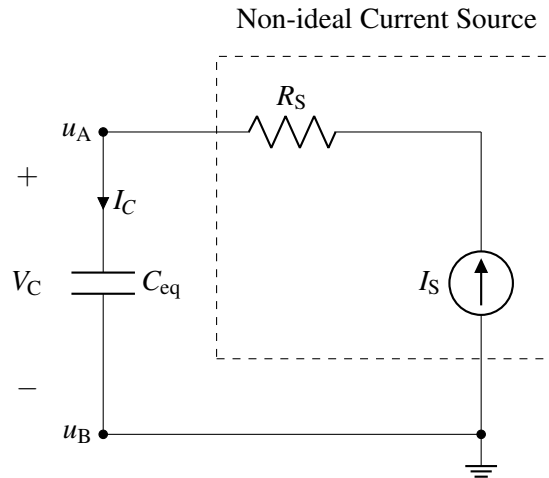 Non-ideal Current Source
R_S
u_A
+
I_C
V_C
C_eq
I_S
−
u_B